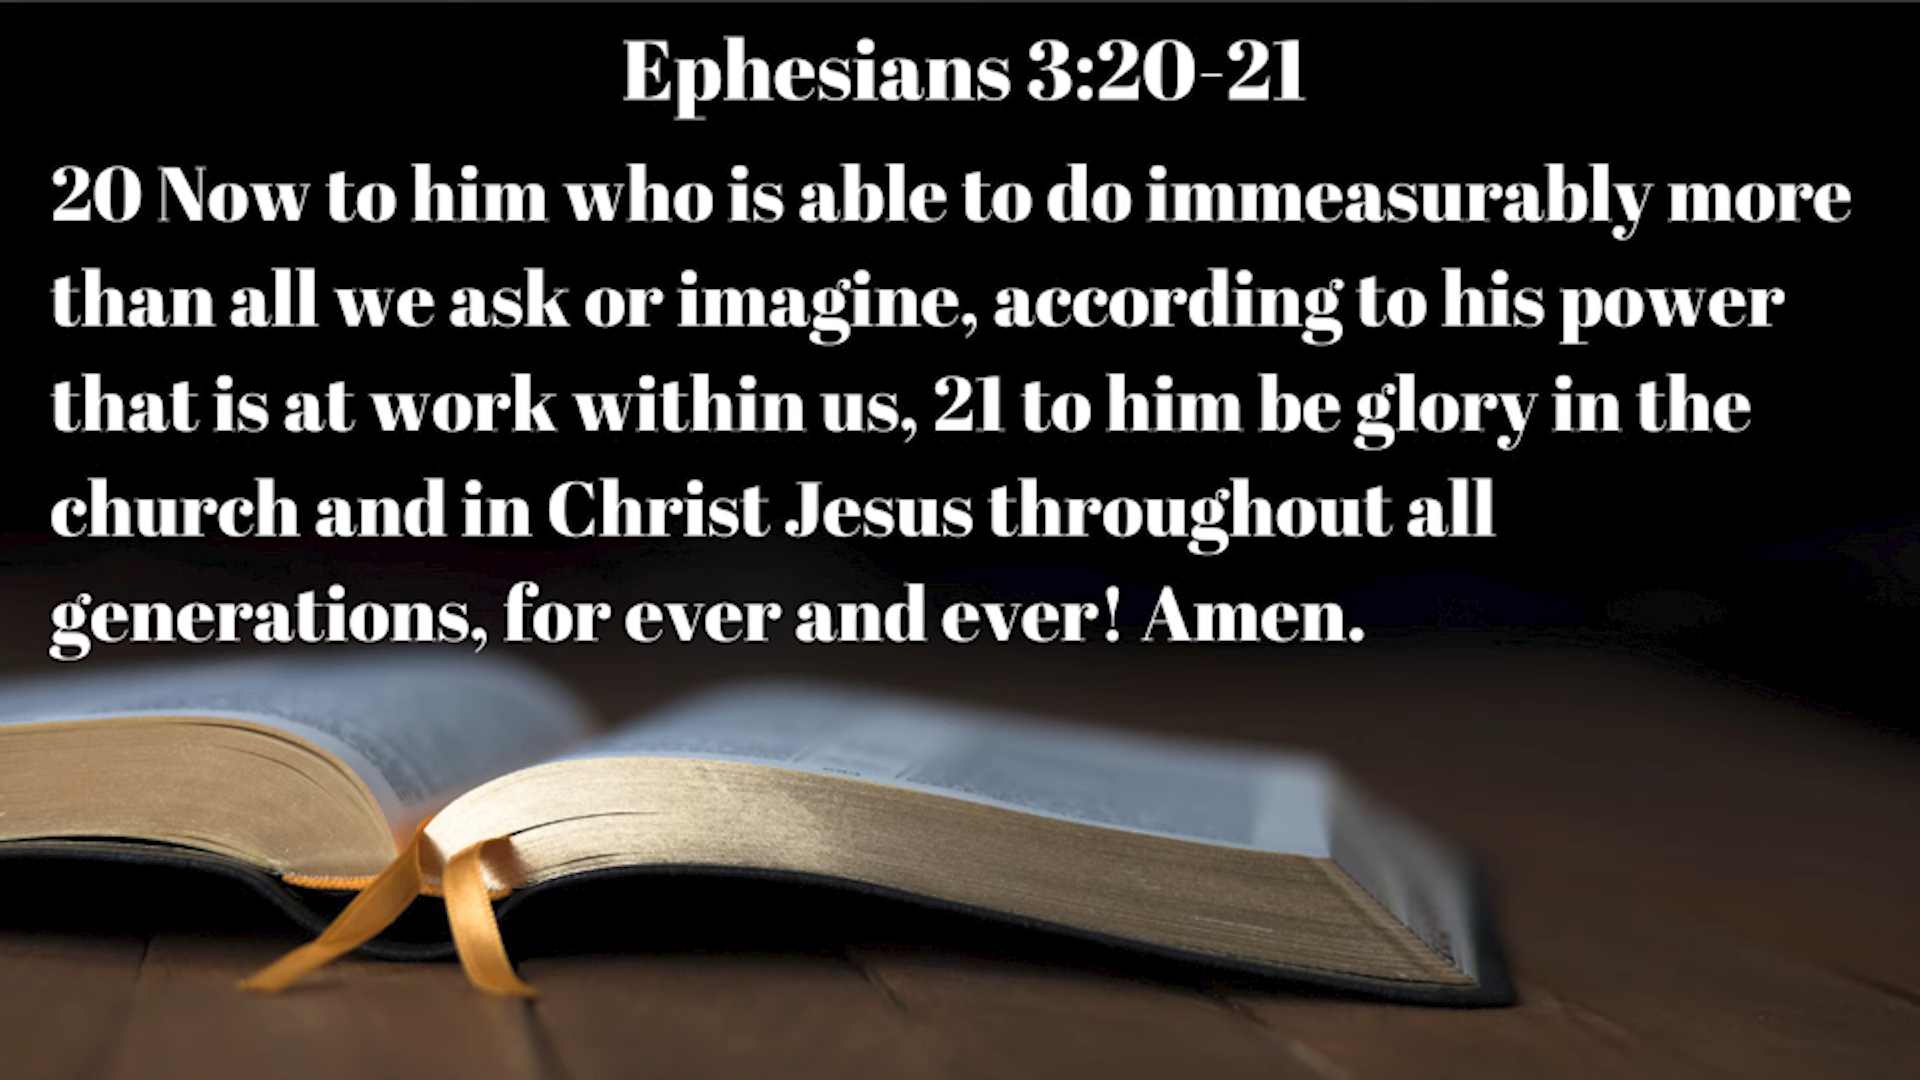 Ephesians 3:20-21
20 Now to him who is able to do immeasurably more
than all we ask or imagine, according to his power
that is at work within us, 21 to him be glory in the
church and in Christ Jesus throughout all
generations, for ever and ever! Amen.